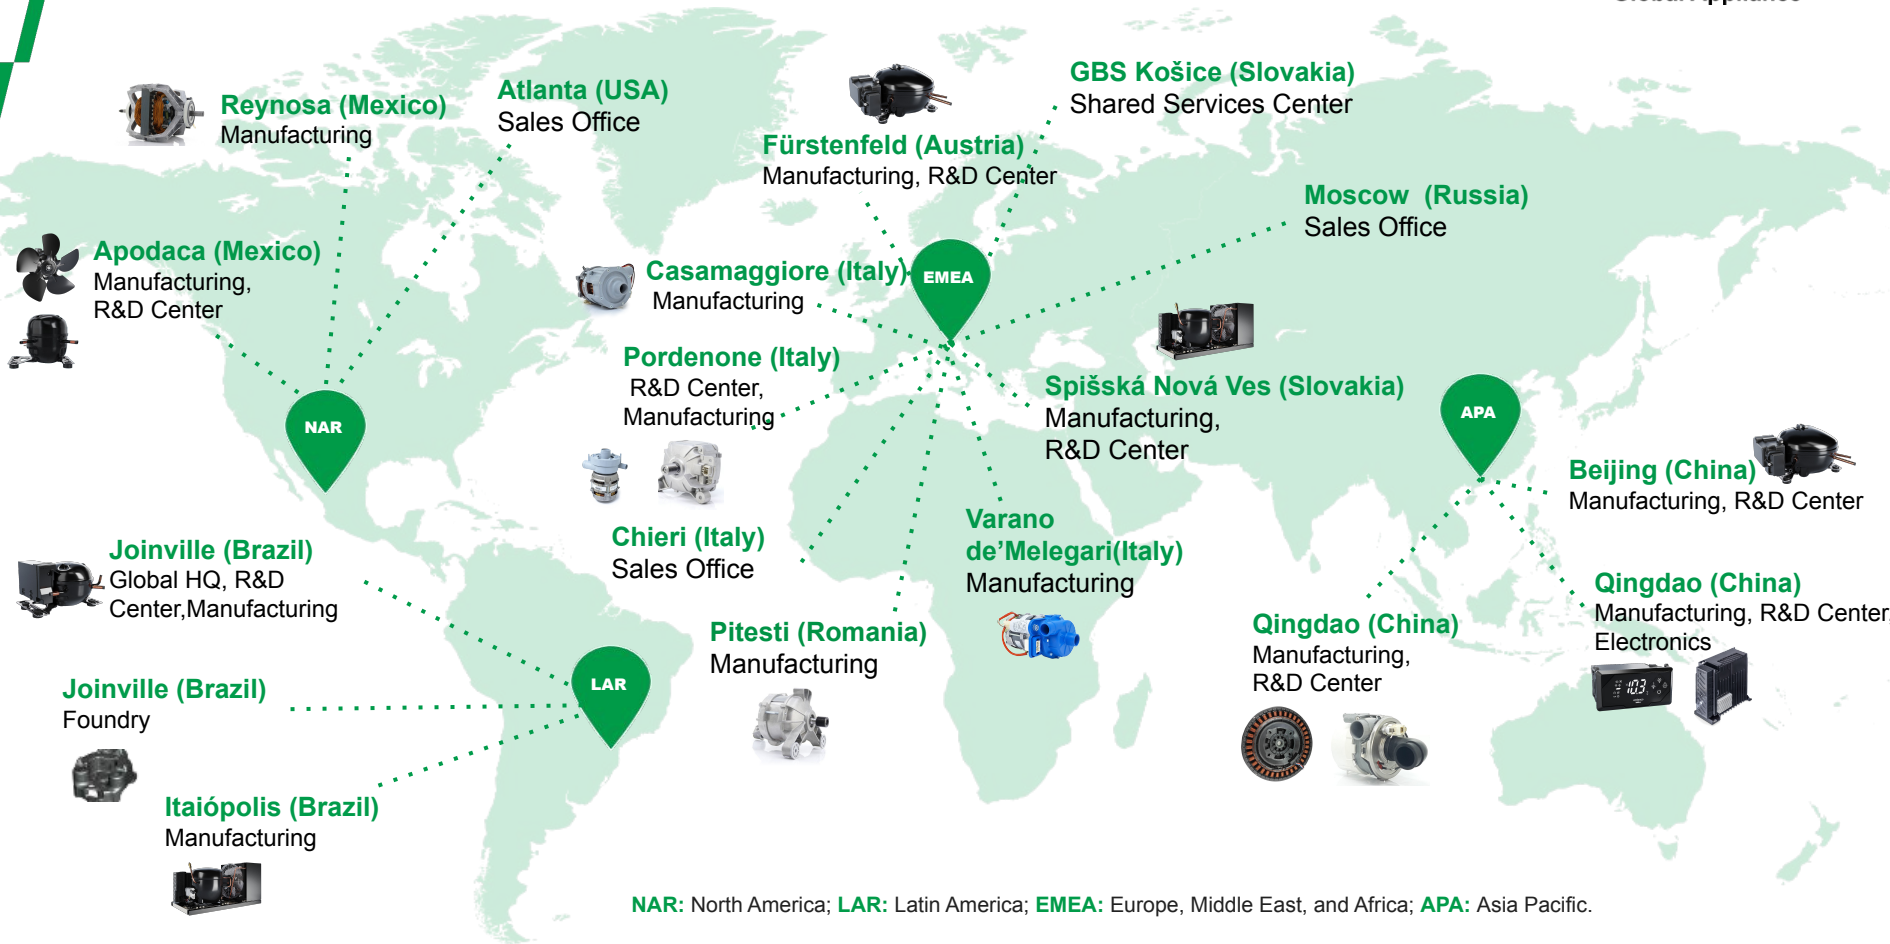 Global Appliance
Reynosa (Mexico)
Manufacturing
Atlanta (USA)
Sales Office
Fürstenfeld (Austria)
Manufacturing, R&D Center
GBS Košice (Slovakia)
Shared Services Center
Moscow (Russia)
Sales Office
Apodaca (Mexico)
Manufacturing,
R&D Center
Casamaggiore (Italy)
Manufacturing
EMEA
Pordenone (Italy)
R&D Center,
Manufacturing
Spišská Nová Ves (Slovakia)
Manufacturing,
R&D Center
NAR
APA
Beijing (China)
Manufacturing, R&D Center
Joinville (Brazil)
Global HQ, R&D
Center,Manufacturing
Chieri (Italy)
Sales Office
Varano
de’Melegari(Italy)
Manufacturing
Qingdao (China)
Manufacturing, R&D Center,
Electronics
10.3
Qingdao (China)
Manufacturing,
R&D Center
Pitesti (Romania)
Manufacturing
LAR
Joinville (Brazil)
Foundry
Itaiópolis (Brazil)
Manufacturing
NAR: North America; LAR: Latin America; EMEA: Europe, Middle East, and Africa; APA: Asia Pacific.